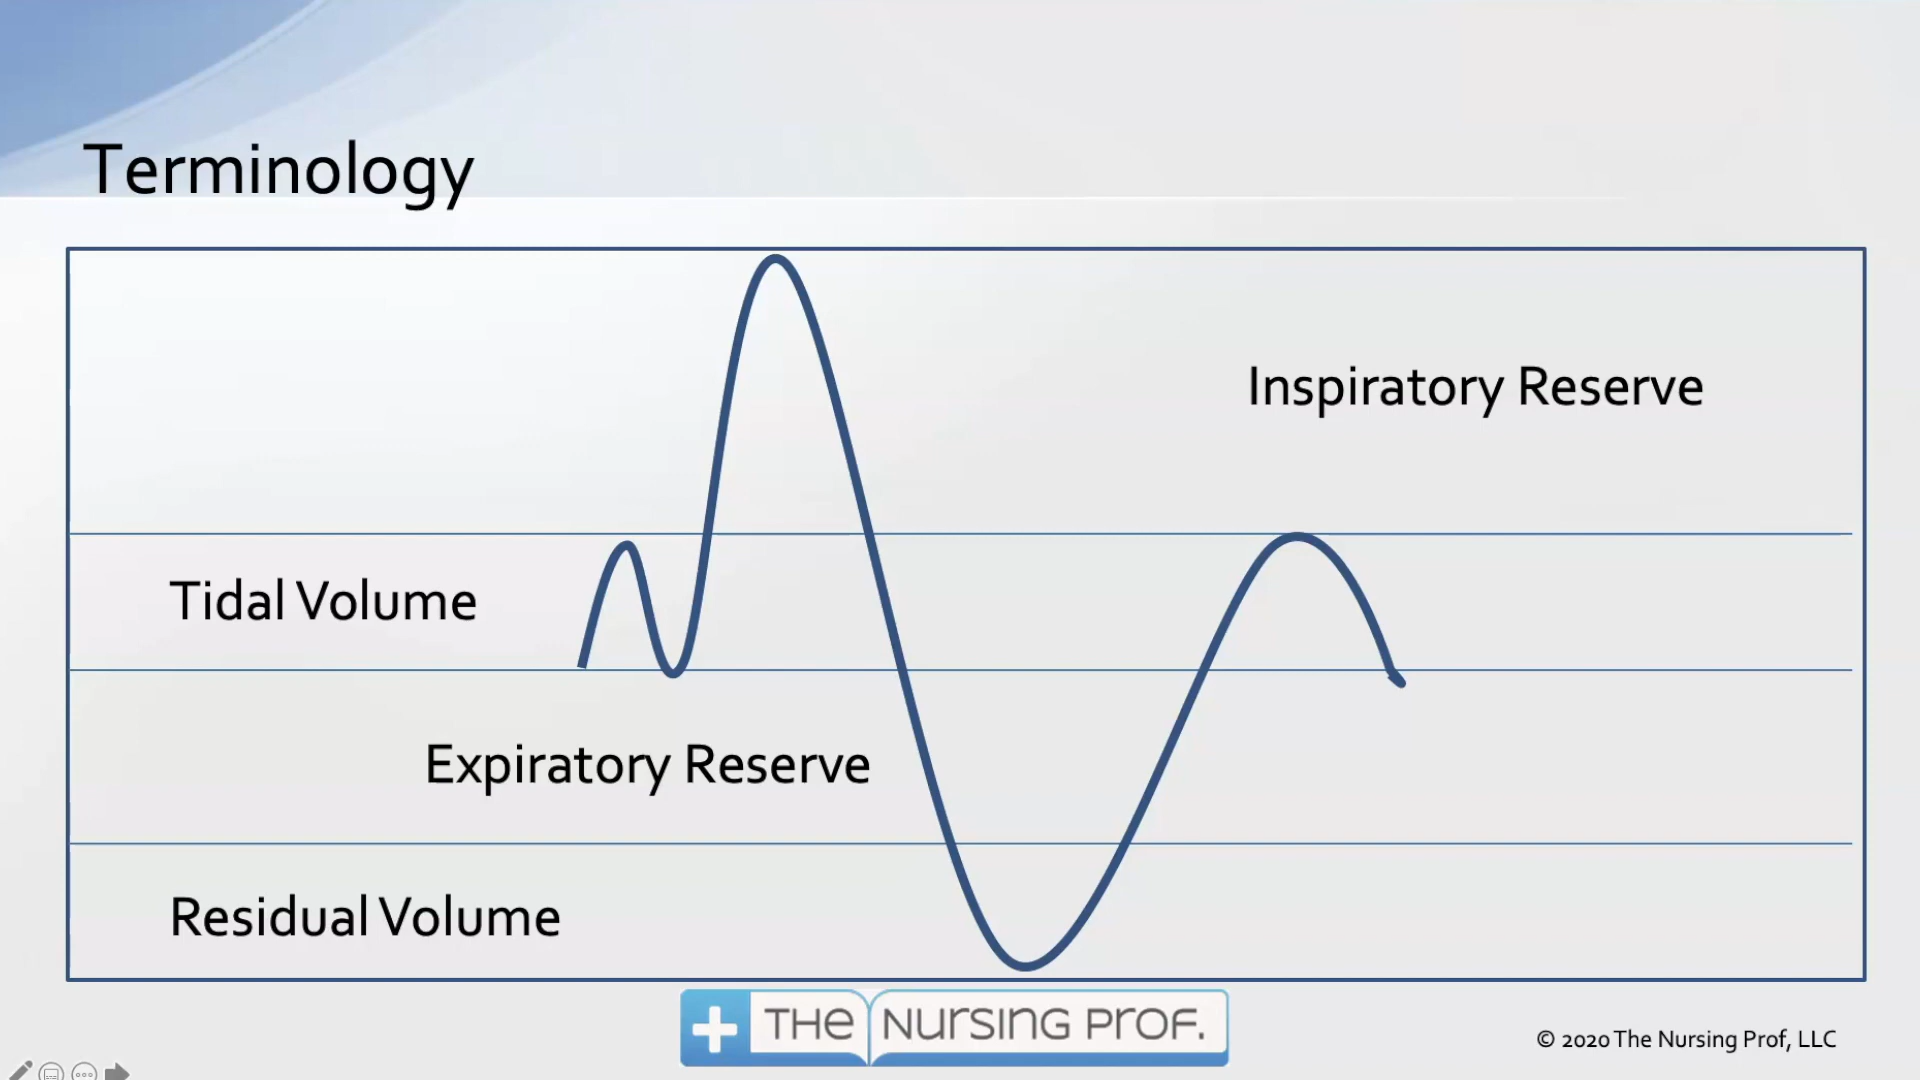 Terminology
Inspiratory Reserve
Tidal Volume
Expiratory Reserve
Residual Volume
THE NURSING PROF.
© 2020 The Nursing Prof, LLC